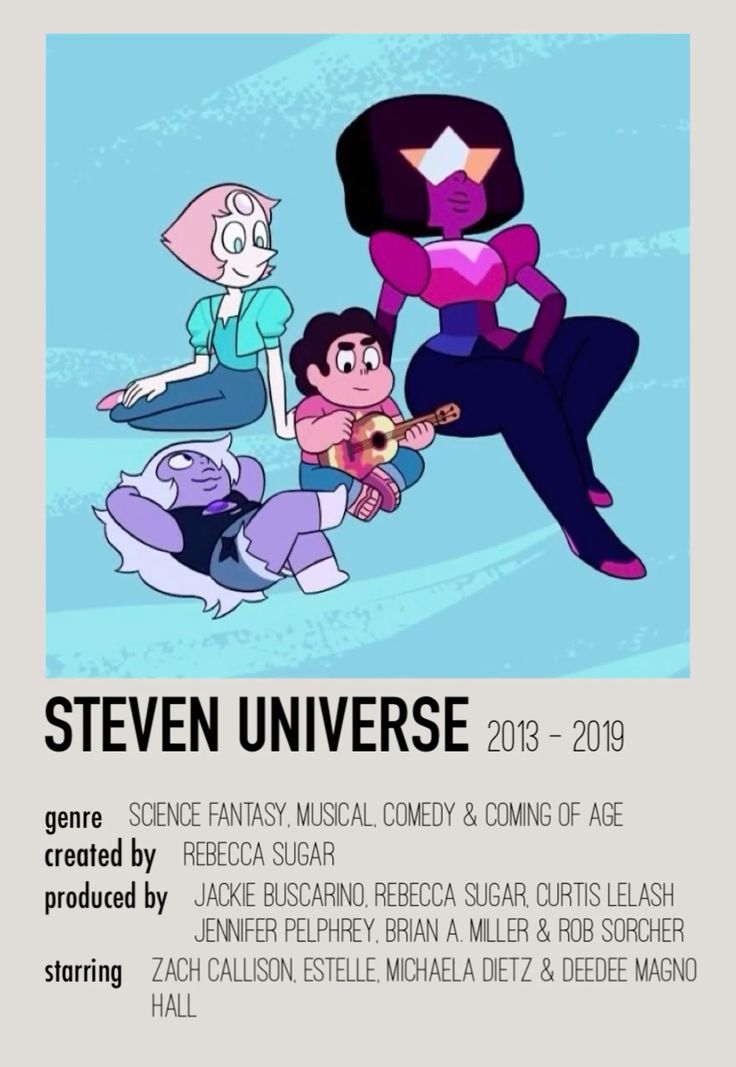 STEVEN UNIVERSE 2013 - 2019
genre SCIENCE FANTASY, MUSICAL, COMEDY & COMING OF AGE
created by REBECCA SUGAR
produced by JACKIE BUSCARINO, REBECCA SUGAR, CURTIS LELASH
JENNIFER PELPHREY, BRIAN A. MILLER & ROB SORCHER
starring ZACH CALLISON, ESTELLE, MICHAELA DIETZ & DEEDEE MAGNO
HALL